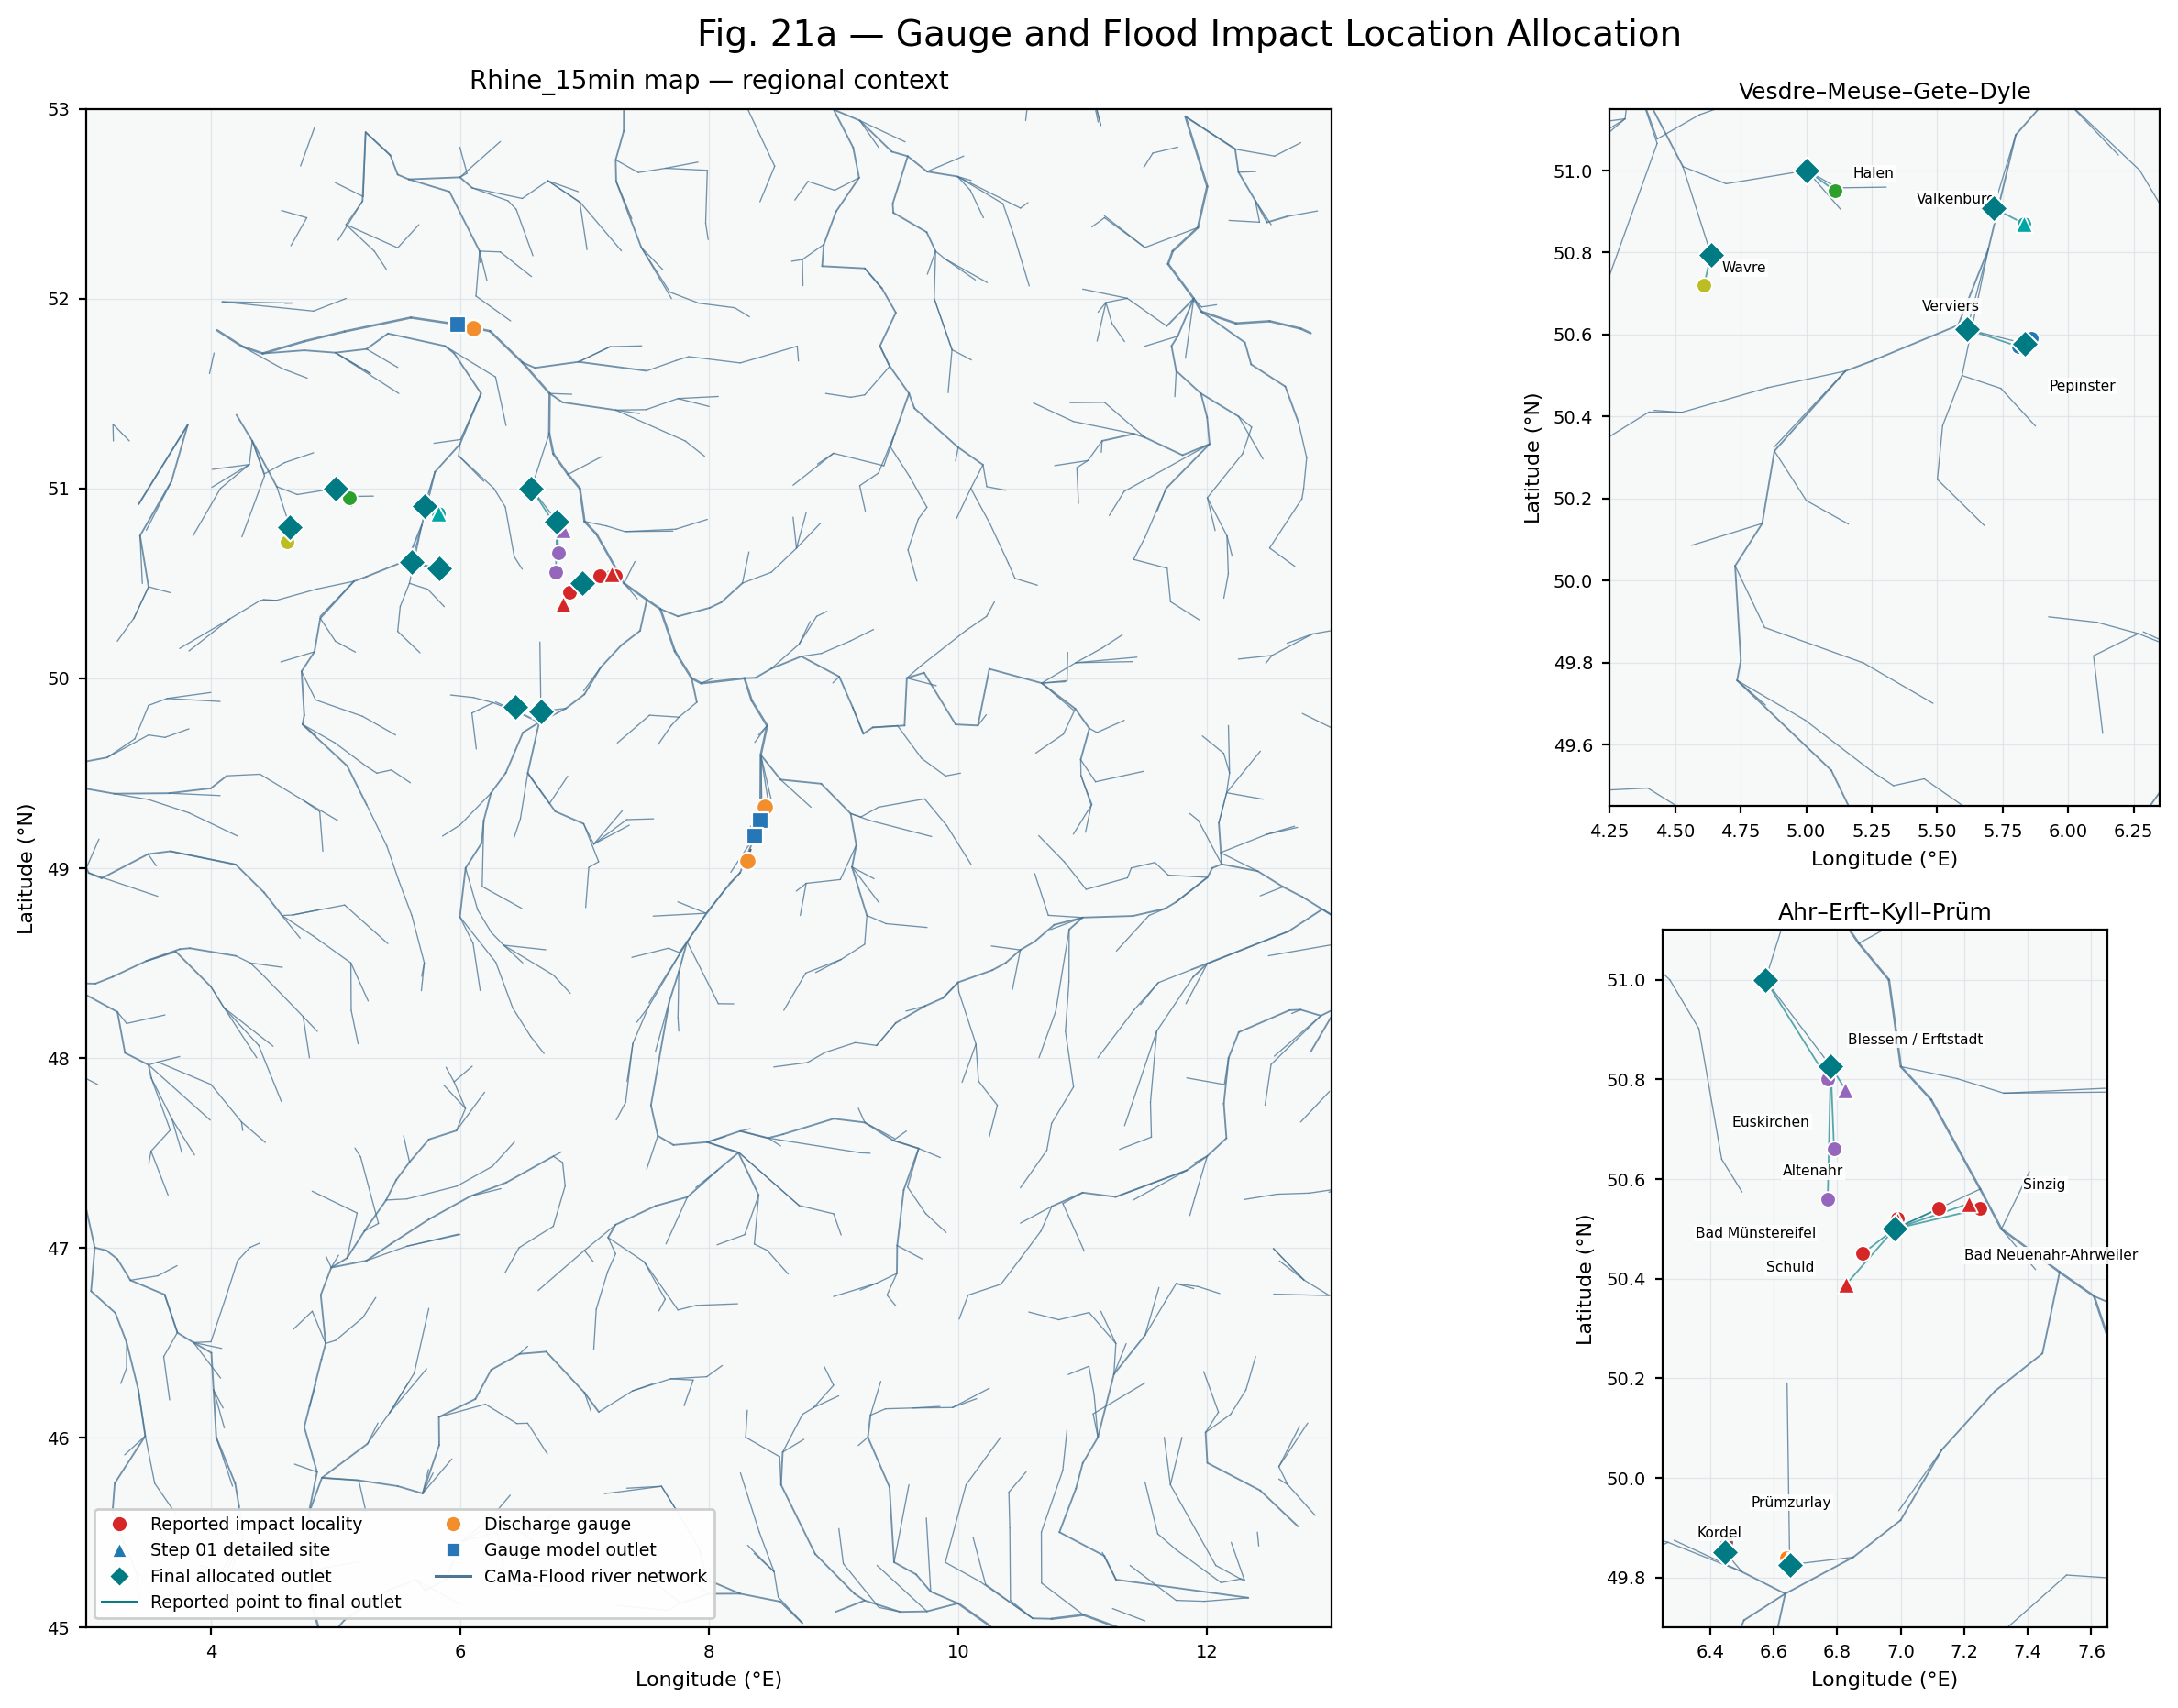 Fig. 21a — Gauge and Flood Impact Location Allocation
Rhine_15min map — regional context
53
52
51
50
49
48
47
46
45
Latitude (°N)
4
6
8
10
12
Longitude (°E)
Reported impact locality
Step 01 detailed site
Final allocated outlet
Reported point to final outlet
Discharge gauge
Gauge model outlet
CaMa-Flood river network
Vesdre–Meuse–Gete–Dyle
51.0
50.8
50.6
50.4
50.2
50.0
49.8
49.6
Latitude (°N)
Halen
Valkenburg
Wavre
Verviers
Pepinster
4.25
4.50
4.75
5.00
5.25
5.50
5.75
6.00
6.25
Longitude (°E)
Ahr–Erft–Kyll–Prüm
51.0
50.8
50.6
50.4
50.2
50.0
49.8
Latitude (°N)
Blessem / Erftstadt
Euskirchen
Altenahr
Sinzig
Bad Münstereifel
Bad Neuenahr-Ahrweiler
Schuld
Prümzurlay
Kordel
6.4
6.6
6.8
7.0
7.2
7.4
7.6
Longitude (°E)